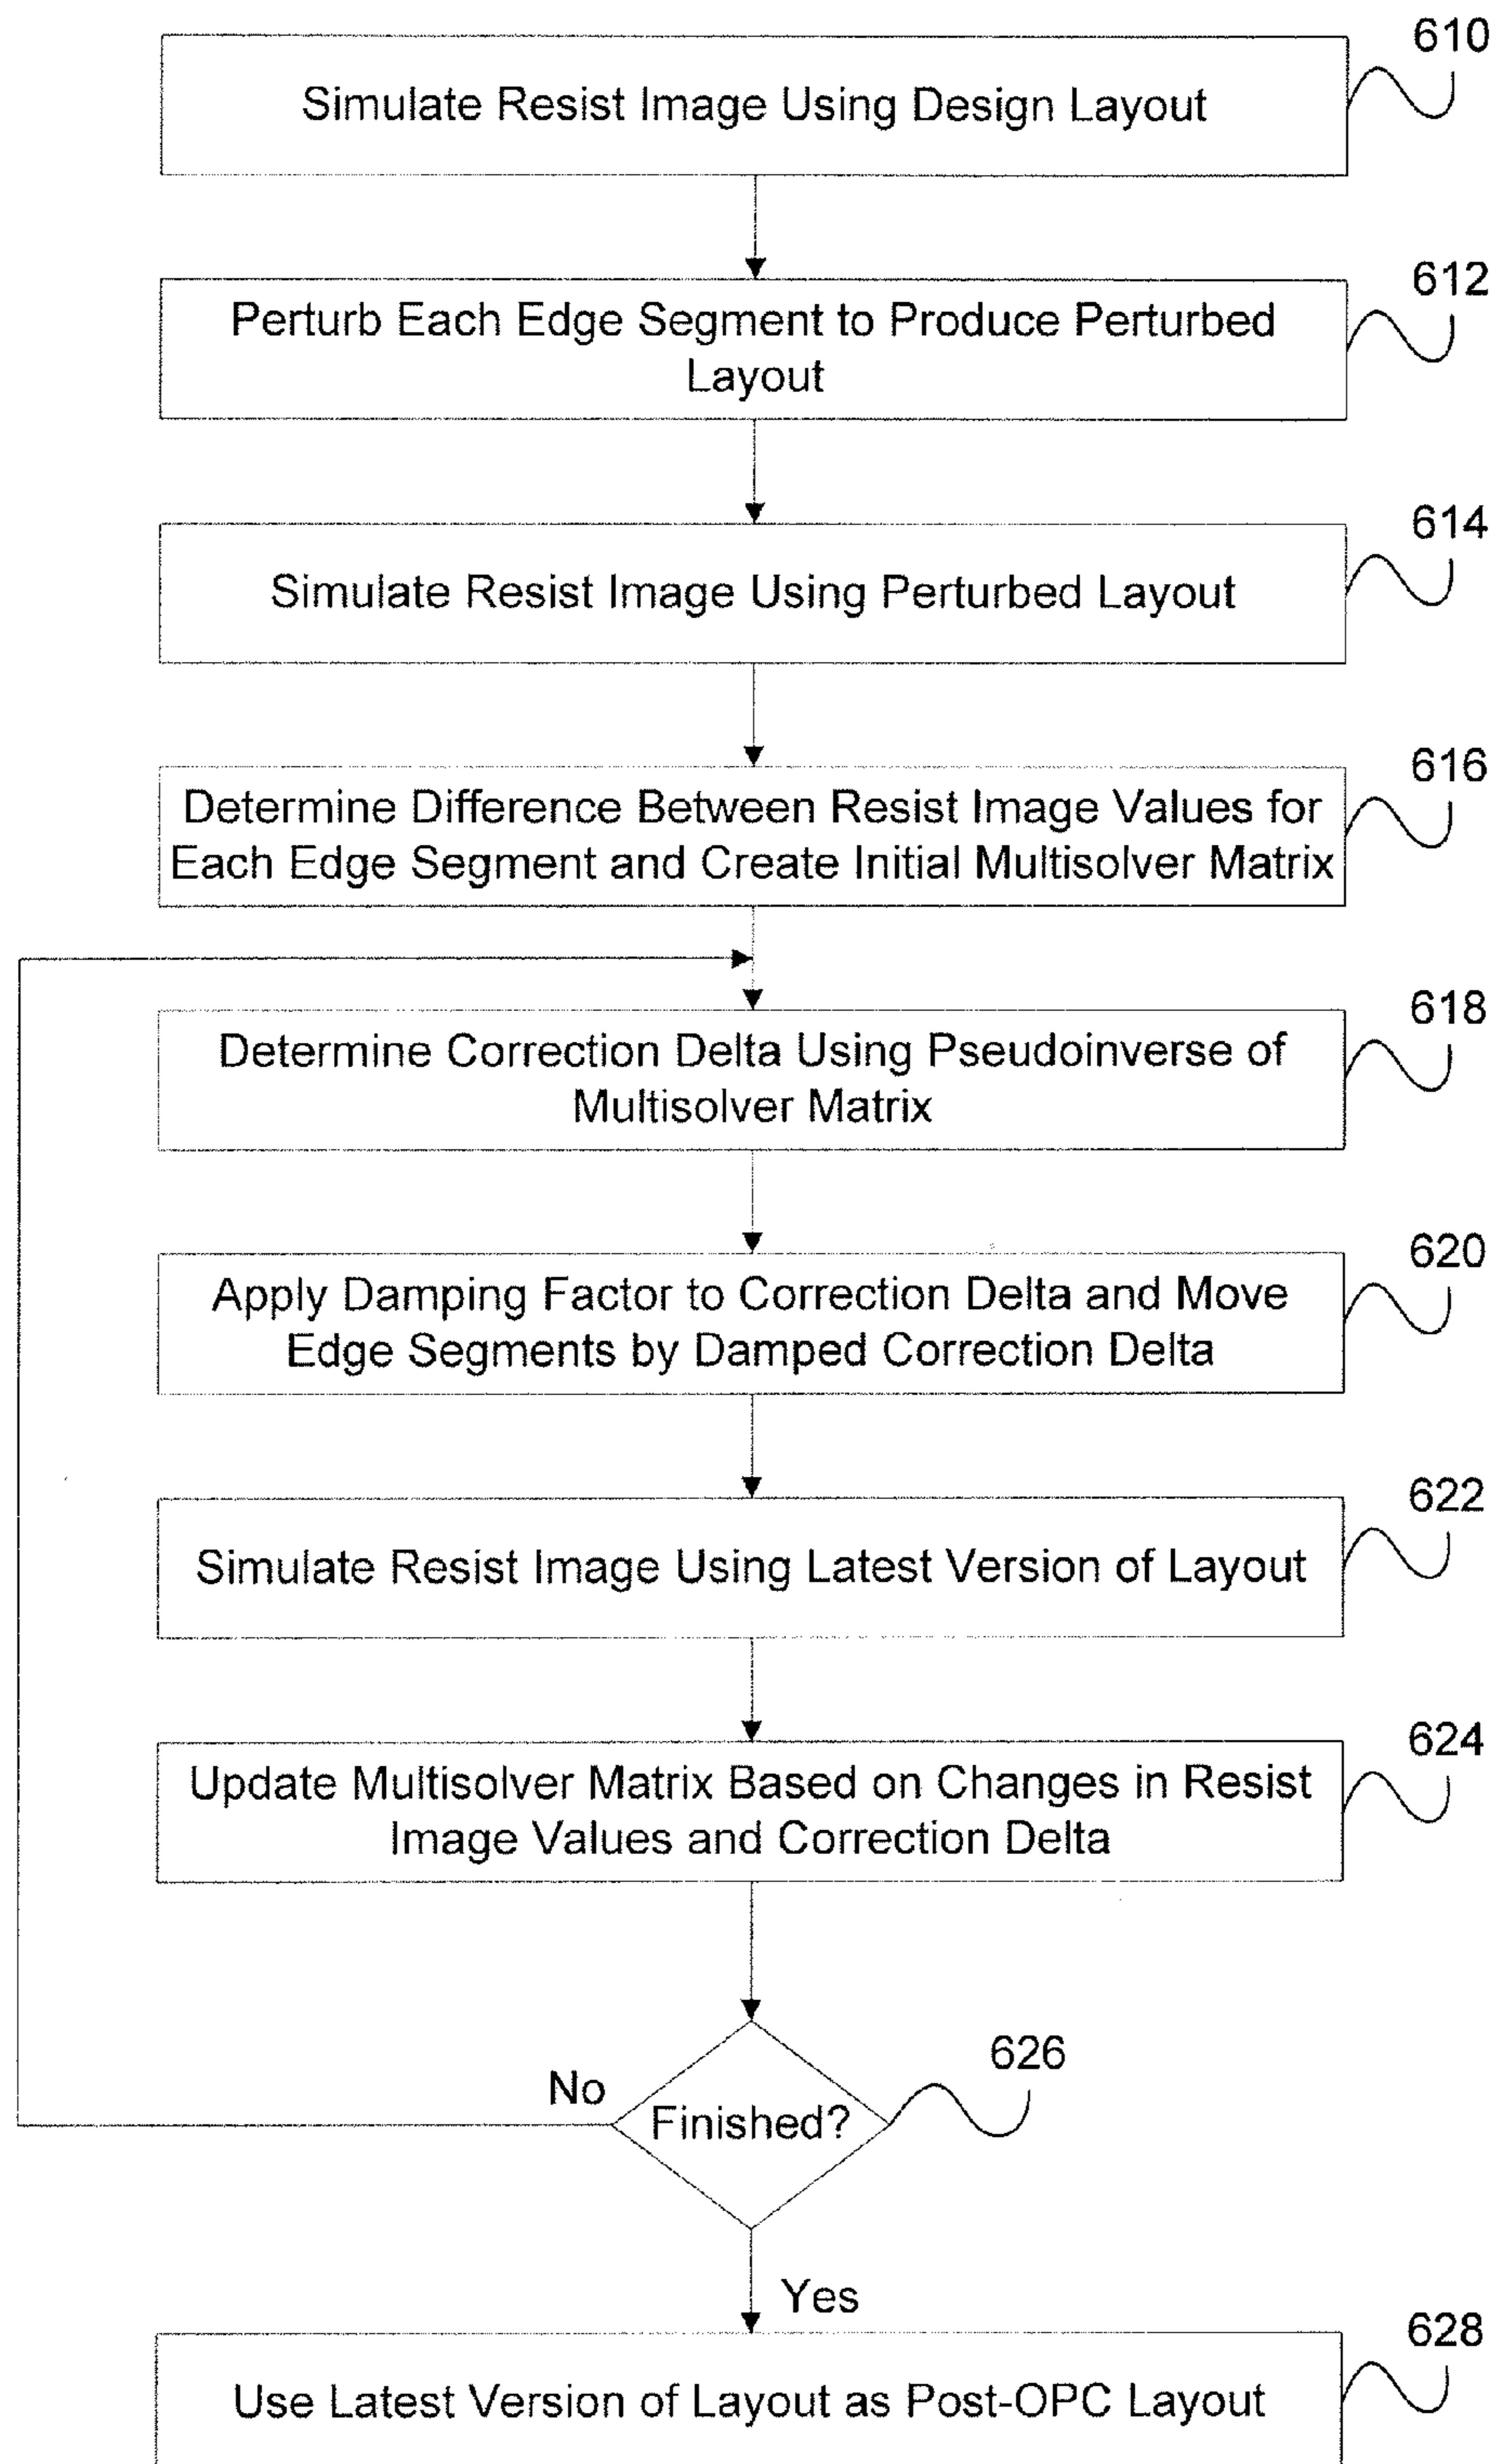 610
Simulate Resist Image Using Design Layout
612
Perturb Each Edge Segment to Produce Perturbed
Layout
614
Simulate Resist Image Using Perturbed Layout
616
Determine Difference Between Resist Image Values for
Each Edge Segment and Create Initial Multisolver Matrix
618
Determine Correction Delta Using Pseudoinverse of
Multisolver Matrix
620
Apply Damping Factor to Correction Delta and Move
Edge Segments by Damped Correction Delta
622
Simulate Resist Image Using Latest Version of Layout
624
Update Multisolver Matrix Based on Changes in Resist
Image Values and Correction Delta
626
No
Finished?
Yes
628
Use Latest Version of Layout as Post-OPC Layout